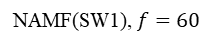 NAMF(SW1), f = 60